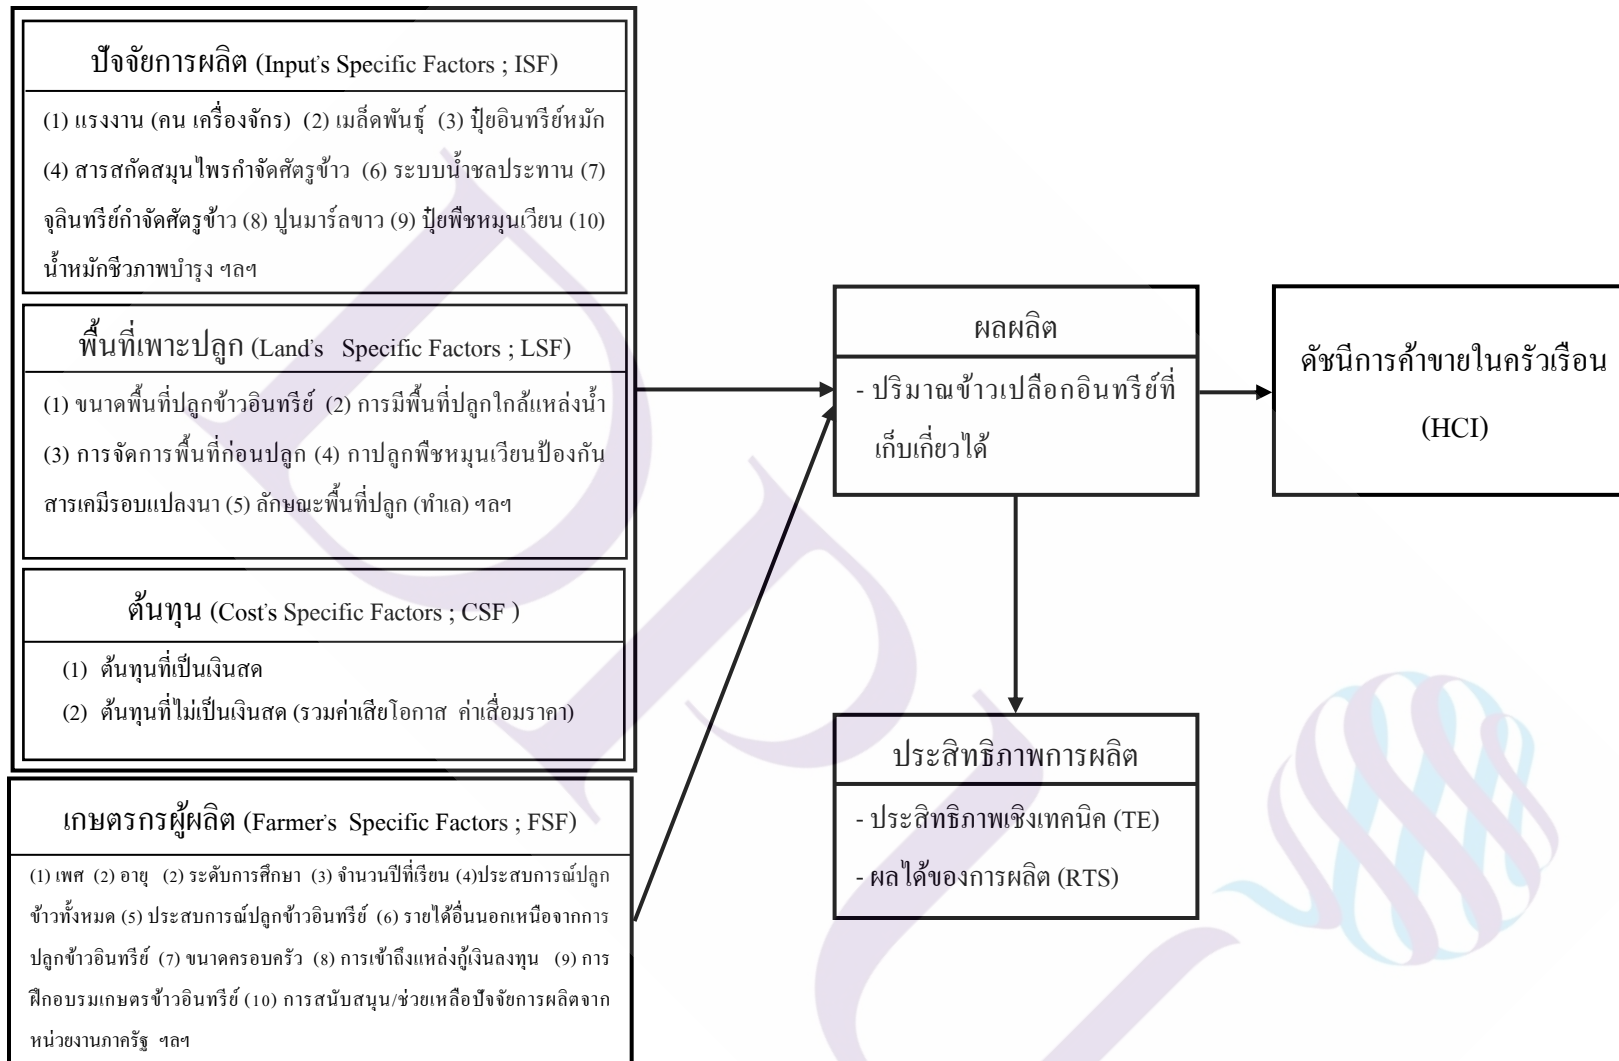 ปัจจัยการผลิต (Input's Specific Factors ; ISF)
(1) แรงงาน (คน เครื่องจักร) (2) เมล็ดพันธุ์ (3) ปุ๋ยอินทรีย์หมัก
(4) สารสกัดสมุนไพรกำจัดศัตรูข้าว (6) ระบบน้ำชลประทาน (7)
จุลินทรีย์กำจัดศัตรูข้าว (8) ปูนมาร์ลขาว (9) ปุ๋ยพืชหมุนเวียน (10)
น้ำหมักชีวภาพบำรุง ฯลฯ
พื้นที่เพาะปลูก (Land's Specific Factors ; LSF)
(1) ขนาดพื้นที่ปลูกข้าวอินทรีย์ (2) การมีพื้นที่ปลูกใกล้แหล่งน้ำ
(3) การจัดการพื้นที่ก่อนปลูก (4) กาปลูกพืชหมุนเวียนป้องกัน
สารเคมีรอบแปลงนา (5) ลักษณะพื้นที่ปลูก (ทำเล) ฯลฯ
ต้นทุน (Cost's Specific Factors ; CSF )
(1) ต้นทุนที่เป็นเงินสด
(2) ต้นทุนที่ไม่เป็นเงินสด (รวมค่าเสียโอกาส ค่าเสื่อมราคา)
เกษตรกรผู้ผลิต (Farmer's Specific Factors ; FSF)
(1) เพศ (2) อายุ (2) ระดับการศึกษา (3) จำนวนปีที่เรียน (4)ประสบการณ์ปลูก
ข้าวทั้งหมด (5) ประสบการณ์ปลูกข้าวอินทรีย์ (6) รายได้อื่นนอกเหนือจากการ
ปลูกข้าวอินทรีย์ (7) ขนาดครอบครัว (8) การเข้าถึงแหล่งกู้เงินลงทุน (9) การ
ฝึกอบรมเกษตรข้าวอินทรีย์ (10) การสนับสนุน/ช่วยเหลือปัจจัยการผลิตจาก
หน่วยงานภาครัฐ ฯลฯ
ผลผลิต
- ปริมาณข้าวเปลือกอินทรีย์ที่
เก็บเกี่ยวได้
ดัชนีการค้าขายในครัวเรือน
(HCI)
ประสิทธิภาพการผลิต
- ประสิทธิภาพเชิงเทคนิค (TE)
- ผลได้ของการผลิต (RTS)
DPU